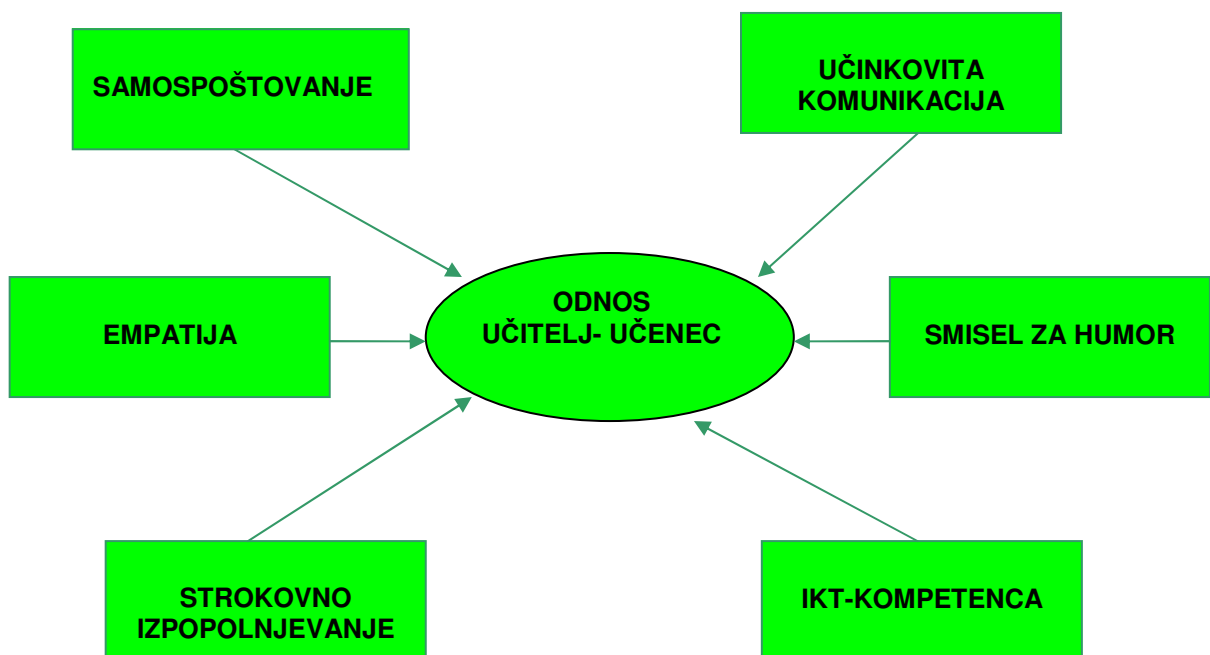 SAMOSPOŠTOVANJE
UČINKOVITA
KOMUNIKACIJA
ODNOS
UČITELJ- UČENEC
EMPATIJA
SMISEL ZA HUMOR
STROKOVNO
IZPOPOLNJEVANJE
IKT-KOMPETENCA